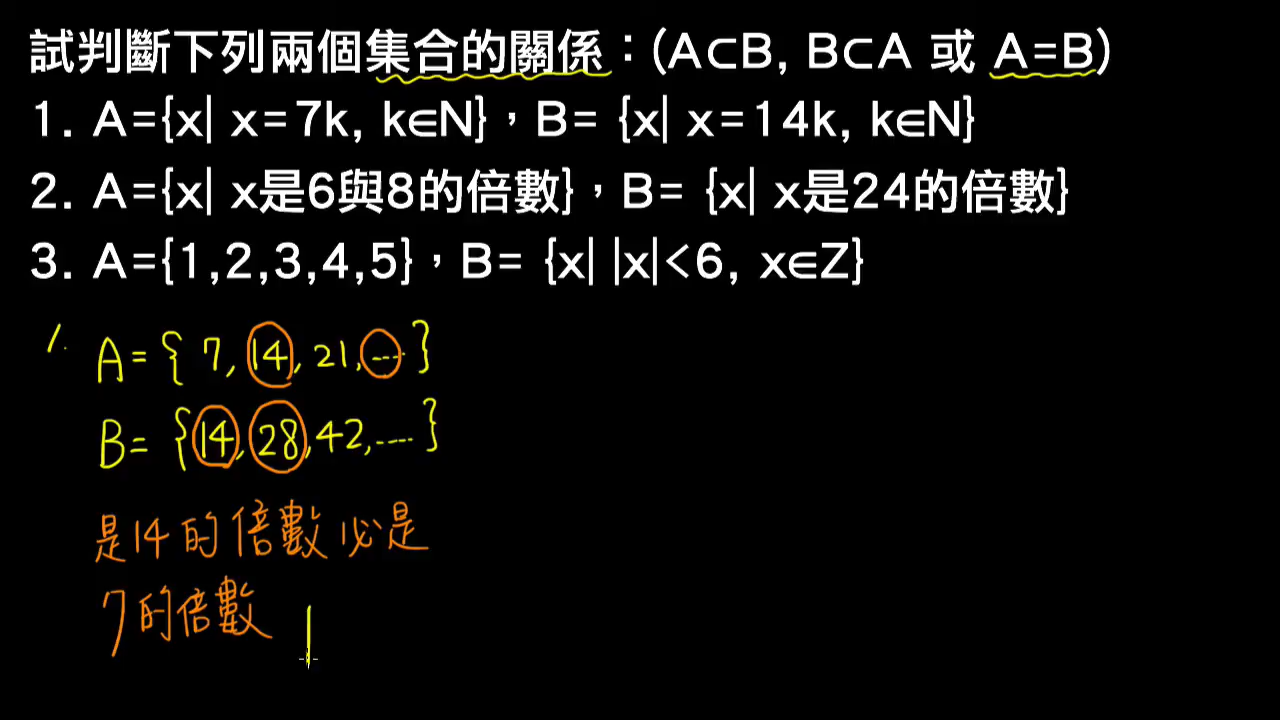 試判斷下列兩個集合的關係：(A⊂B, B⊂A 或 A=B)
1. A={x| x=7k, k∈N}，B= {x| x=14k, k∈N}
2. A={x| x是6與8的倍數}，B= {x| x是24的倍數}
3. A={1,2,3,4,5}，B= {x| |x|<6, x∈Z}
1. A={ 7, 14, 21, ... }
B= {14, 28, 42, .... }
是14的倍數必是
7的倍數